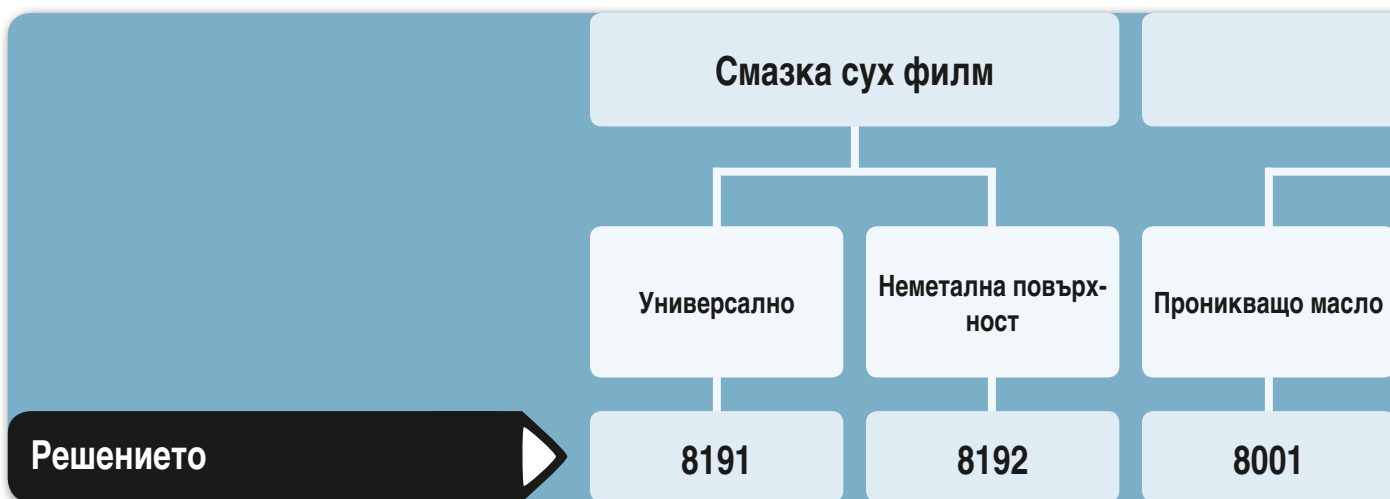 Смазка сух филм
Универсално
Неметална повърх-
ност
Проникващо масло
Решението
8191
8192
8001